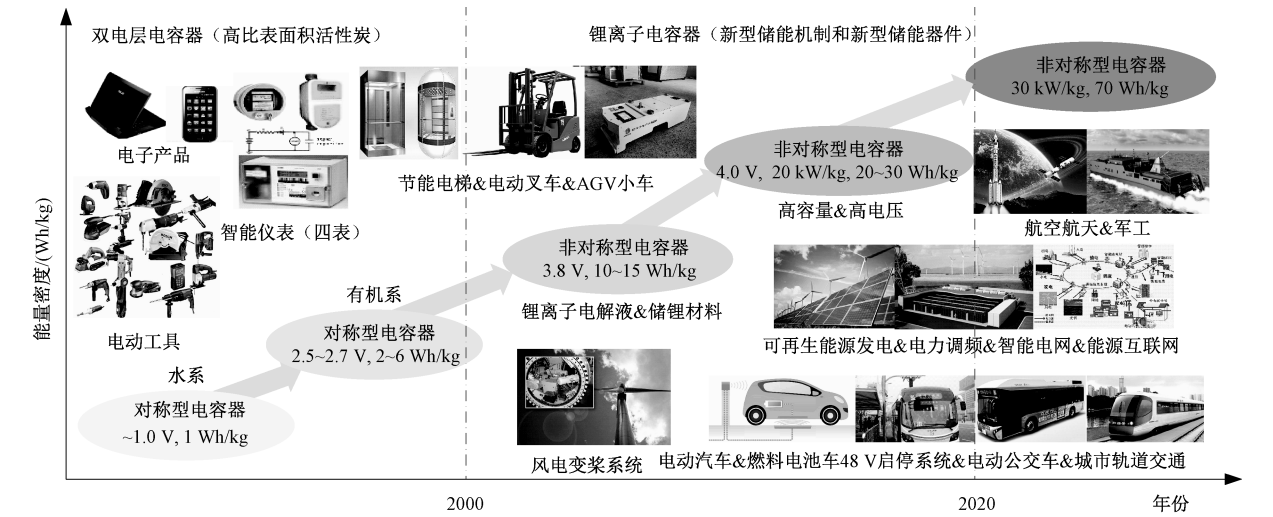 双电层电容器（高比表面积活性炭）
锂离子电容器（新型储能机制和新型储能器件）
非对称型电容器
30 kW/kg, 70 Wh/kg
电子产品
智能仪表（四表）
节能电梯&电动叉车&AGV小车
非对称型电容器
4.0 V, 20 kW/kg, 20~30 Wh/kg
高容量&高电压
航空航天&军工
非对称型电容器
3.8 V, 10~15 Wh/kg
锂离子电解液&储锂材料
有机系
对称型电容器
2.5~2.7 V, 2~6 Wh/kg
电动工具
水系
对称型电容器
~1.0 V, 1 Wh/kg
可再生能源发电&电力调频&智能电网&能源互联网
风电变桨系统
电动汽车&燃料电池车48 V启停系统&电动公交车&城市轨道交通
能量密度/(Wh/kg)
2000
2020
年份